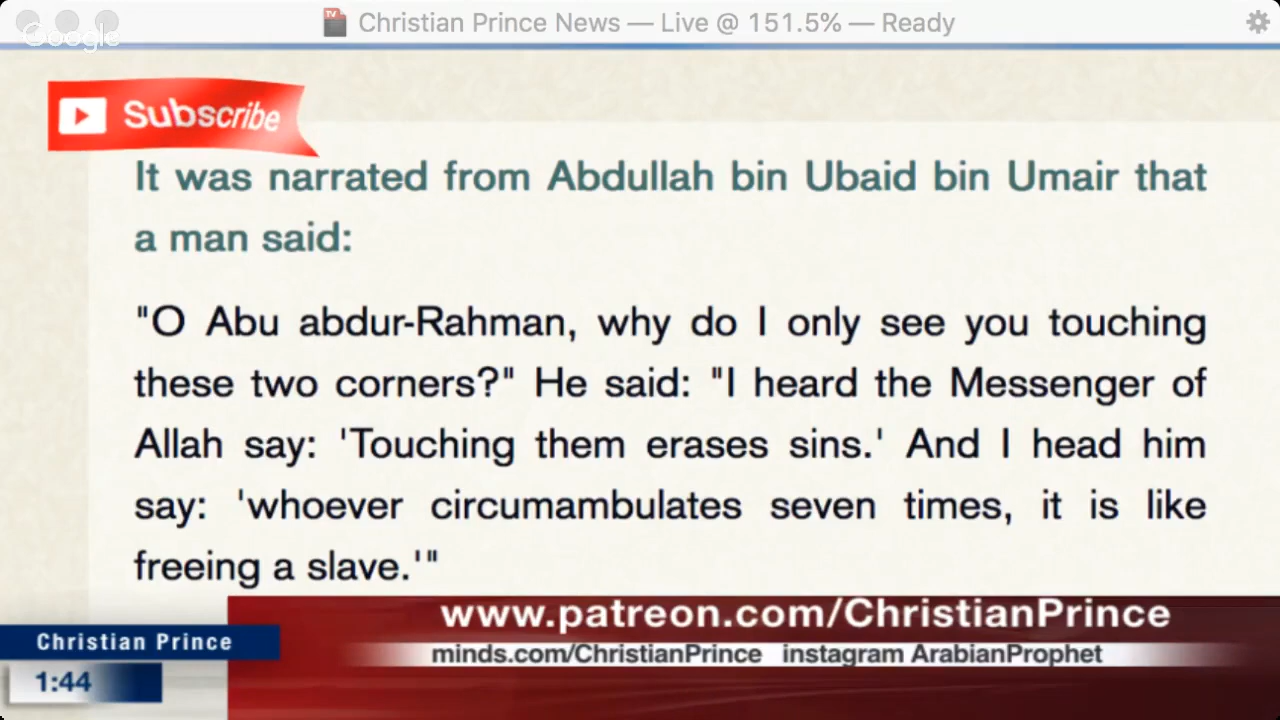 Christian Prince News — Live @ 151.5% — Ready
Google
TV
Subscribe
It was narrated from Abdullah bin Ubaid bin Umair that
a man said:
"O Abu abdur-Rahman, why do I only see you touching
these two corners?" He said: "I heard the Messenger of
Allah say: 'Touching them erases sins.' And I head him
say: 'whoever circumambulates seven times, it is like
freeing a slave.'"
www.patreon.com/ChristianPrince
Christian Prince
minds.com/ChristianPrince instagram ArabianProphet
1:44